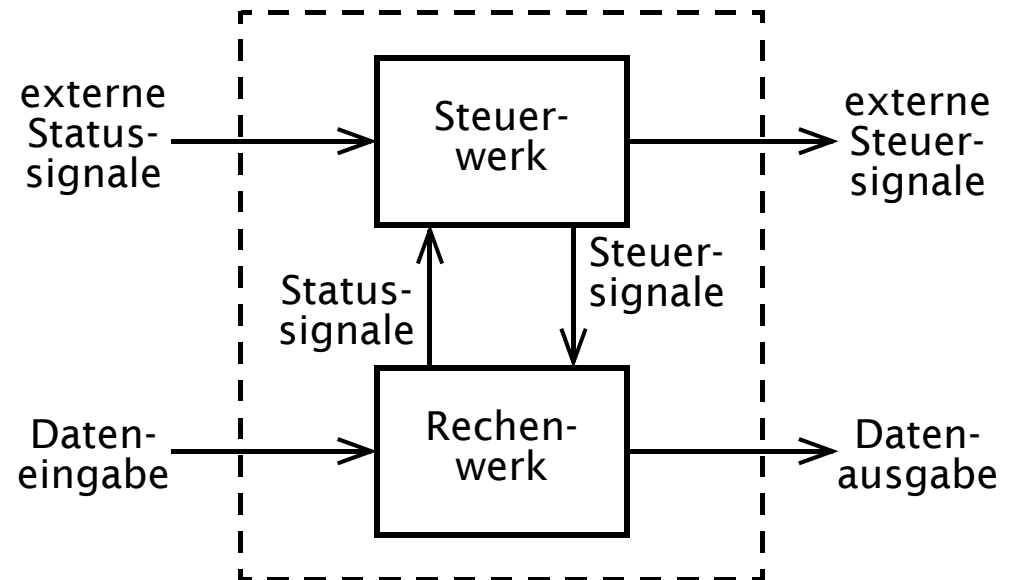 externe
Status-
signale
Steuer-
werk
externe
Steuer-
signale
Status-
signale
Steuer-
signale
Daten-
eingabe
Rechen-
werk
Daten-
ausgabe